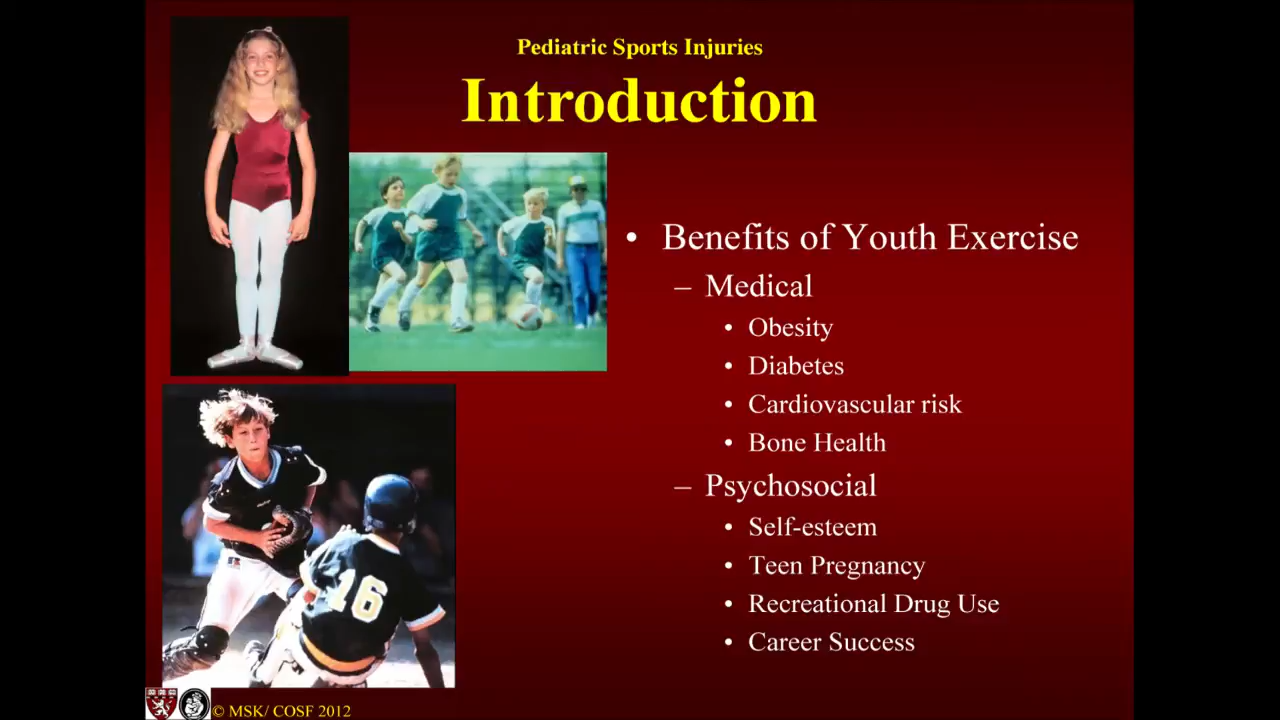 Pediatric Sports Injuries
Introduction
• Benefits of Youth Exercise
– Medical
• Obesity
• Diabetes
• Cardiovascular risk
• Bone Health
– Psychosocial
• Self-esteem
• Teen Pregnancy
• Recreational Drug Use
• Career Success
16
© MSK/ COSF 2012